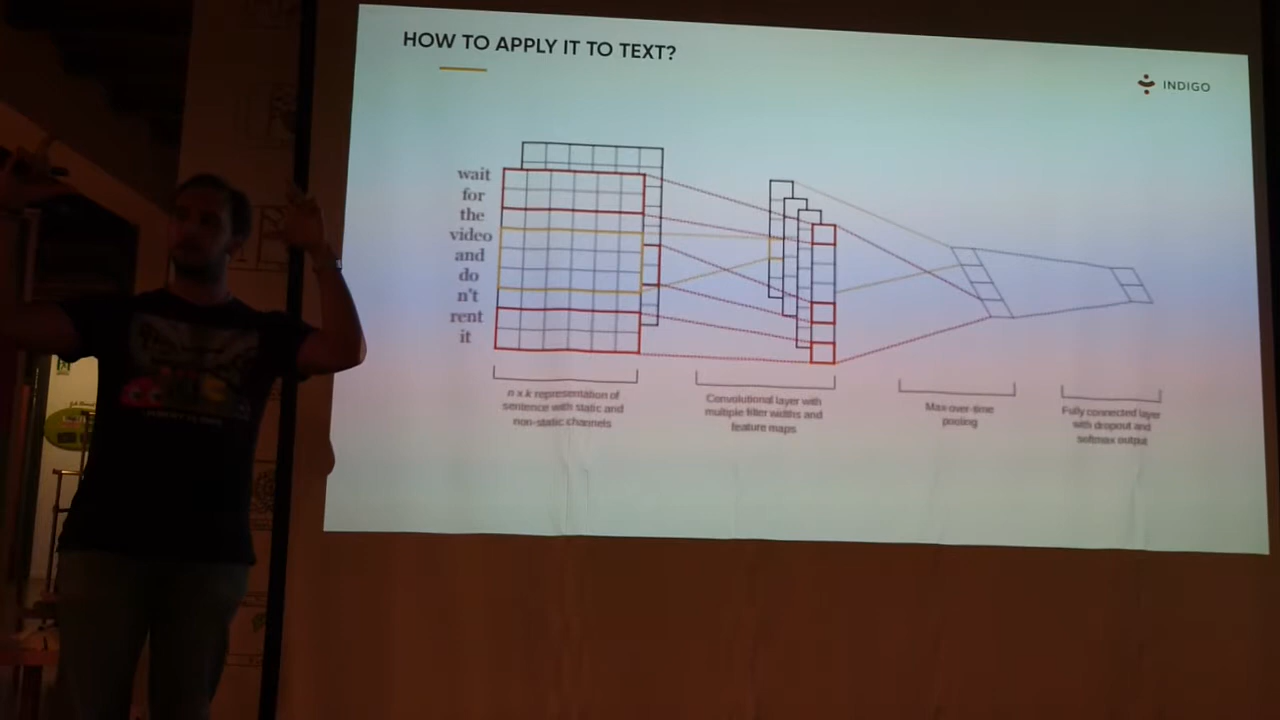 HOW TO APPLY IT TO TEXT?
INDIGO
wait
for
the
video
and
do
n't
rent
it
n x k representation of
sentence with static and
non-static channels
Convolutional layer with
multiple filter widths and
feature maps
Max-over-time
pooling
Fully connected layer
with dropout and
softmax output